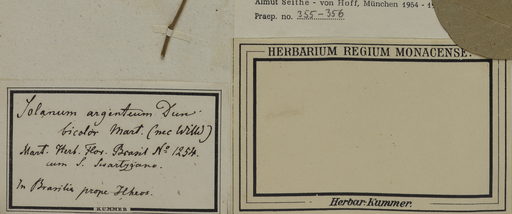 Almut Seithe - von Hoff, München 1954 - 1
Praep. no. 355-356
HERBARIUM REGIUM MONACENSE.
Solanum argenteum Dun
bicolor Mart. (nec Willd)
Mart. Herb. Flor. Brasil No 1254.
cum S. Swartziano.
In Brasilia prope Ilheos.
KUMMER
Herbar-Kammer.